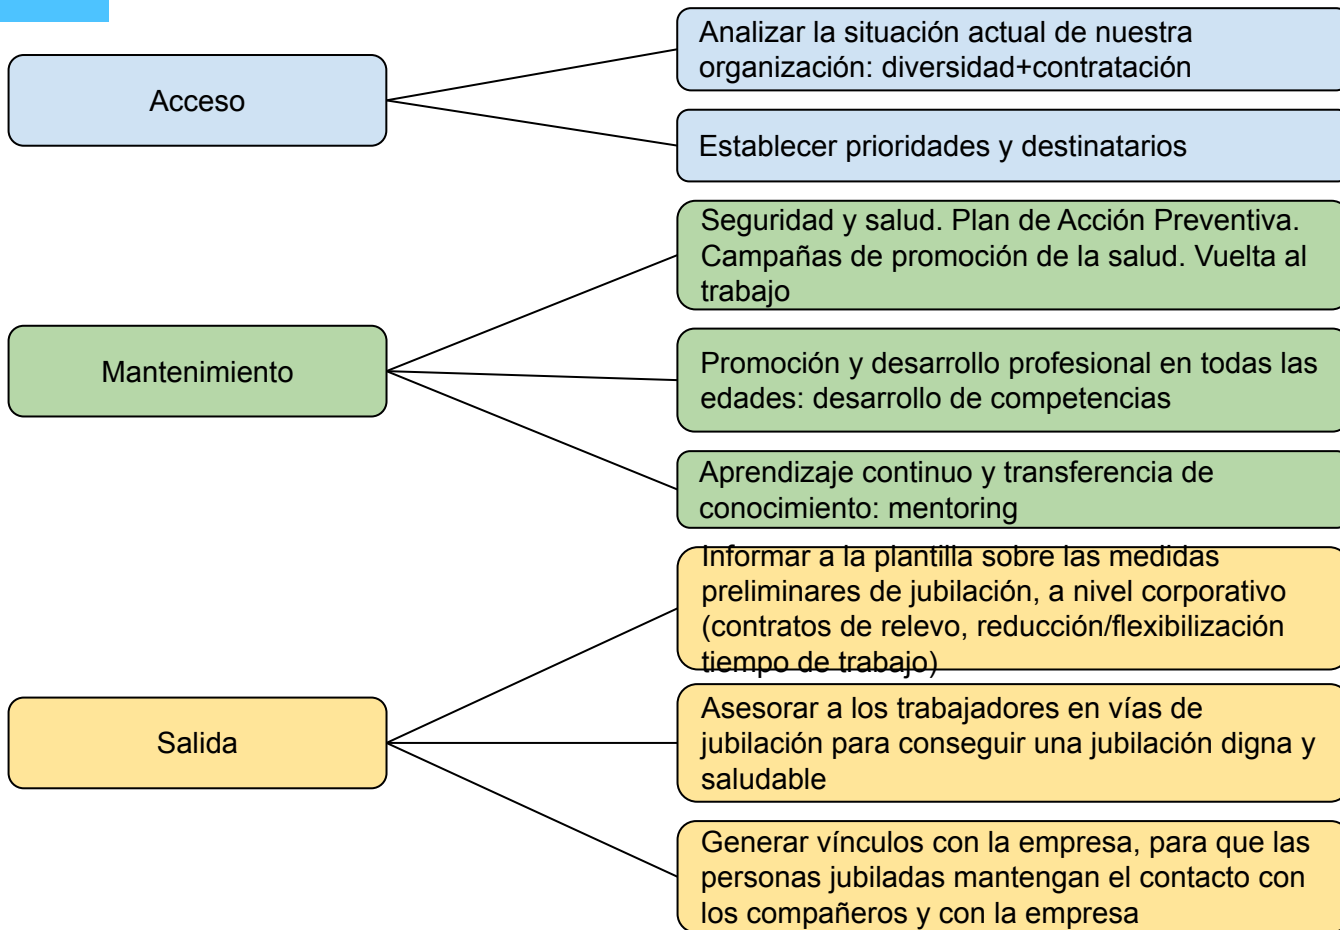 Acceso
Analizar la situación actual de nuestra
organización: diversidad+contratación
Establecer prioridades y destinatarios
Mantenimiento
Seguridad y salud. Plan de Acción Preventiva.
Campañas de promoción de la salud. Vuelta al
trabajo
Promoción y desarrollo profesional en todas las
edades: desarrollo de competencias
Aprendizaje continuo y transferencia de
conocimiento: mentoring
Salida
Informar a la plantilla sobre las medidas
preliminares de jubilación, a nivel corporativo
(contratos de relevo, reducción/flexibilización
tiempo de trabajo)
Asesorar a los trabajadores en vías de
jubilación para conseguir una jubilación digna y
saludable
Generar vínculos con la empresa, para que las
personas jubiladas mantengan el contacto con
los compañeros y con la empresa